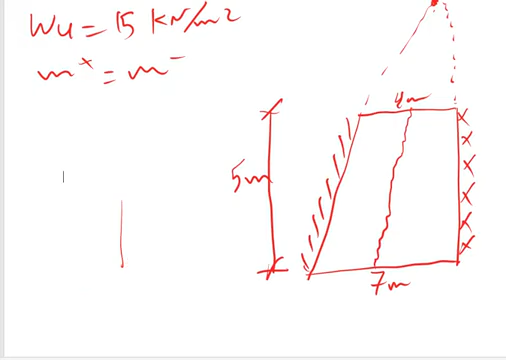 Wu = 15 KN/m2
m+ = m-
4m
5m
7m